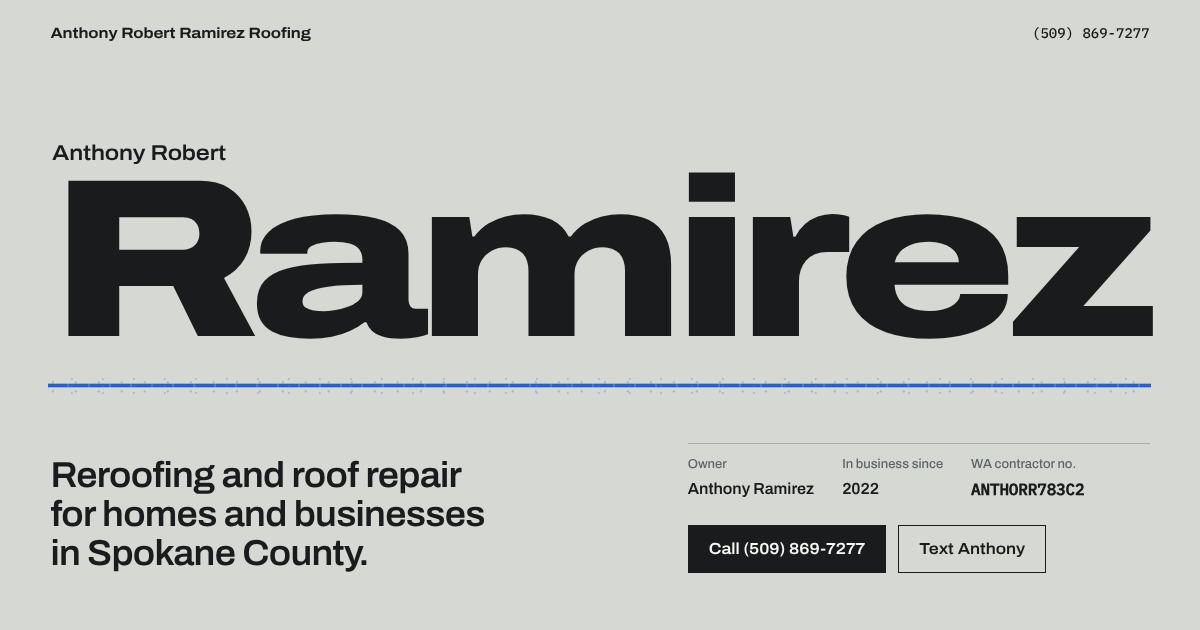 Anthony Robert Ramirez Roofing
(509) 869-7277
Anthony Robert
Ramirez
Reroofing and roof repair
for homes and businesses
in Spokane County.
Owner
Anthony Ramirez
In business since
2022
WA contractor no.
ANTHORR783C2
Call (509) 869-7277
Text Anthony